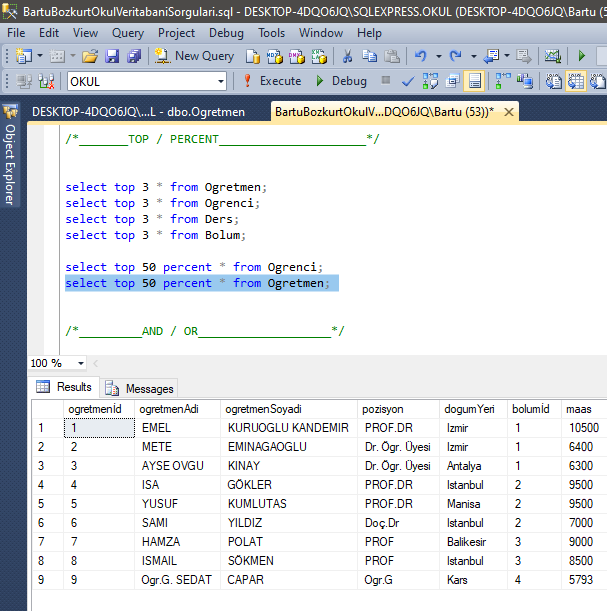 BartuBozkurtOkulVeritabaniSorgulari.sql - DESKTOP-4DQO6JQ\SQLEXPRESS.OKUL (DESKTOP-4DQO6JQ\Bartu (5
File Edit View Query Project Debug Tools Window Help
New Query MDX DMX XMLA
OKUL Execute Debug
DESKTOP-4DQO6JQ\...L - dbo.Ogretmen BartuBozkurtOkulV...DQO6JQ\Bartu (53))*
Object Explorer
/*_______TOP / PERCENT_____________________*/
select top 3 * from Ogretmen;
select top 3 * from Ogrenci;
select top 3 * from Ders;
select top 3 * from Bolum;
select top 50 percent * from Ogrenci;
select top 50 percent * from Ogretmen;
/*_________AND / OR___________________*/
100 %
Results Messages
ogretmenİd ogretmenAdi ogretmenSoyadi pozisyon dogumYeri bolumİd maas
1 1 EMEL KURUOGLU KANDEMIR PROF.DR Izmir 1 10500
2 2 METE EMINAGAOGLU Dr. Ögr. Üyesi Izmir 1 6400
3 3 AYSE OVGU KINAY Dr. Ögr. Üyesi Antalya 1 6300
4 4 ISA GÖKLER PROF.DR Istanbul 2 9500
5 5 YUSUF KUMLUTAS PROF.DR Manisa 2 9500
6 6 SAMI YILDIZ Doç.Dr Istanbul 2 7000
7 7 HAMZA POLAT PROF Balikesir 3 9000
8 8 ISMAIL SÖKMEN PROF Istanbul 3 8500
9 9 Ogr.G. SEDAT CAPAR Ogr.G Kars 4 5793